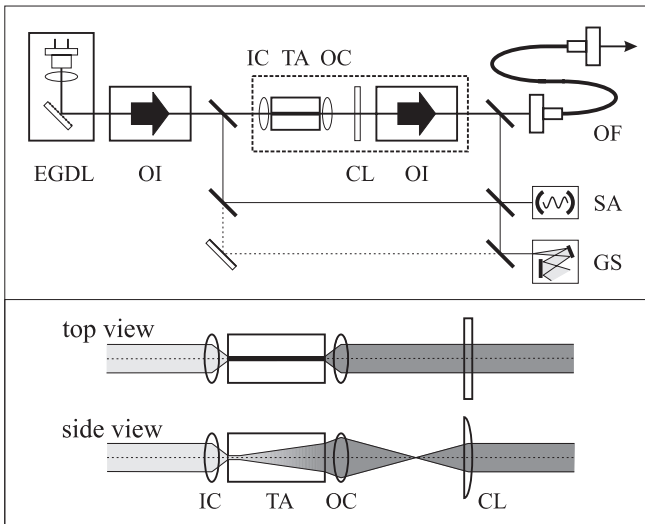 IC TA OC
OF
EGDL OI CL OI
SA
GS
top view
side view
IC TA OC CL